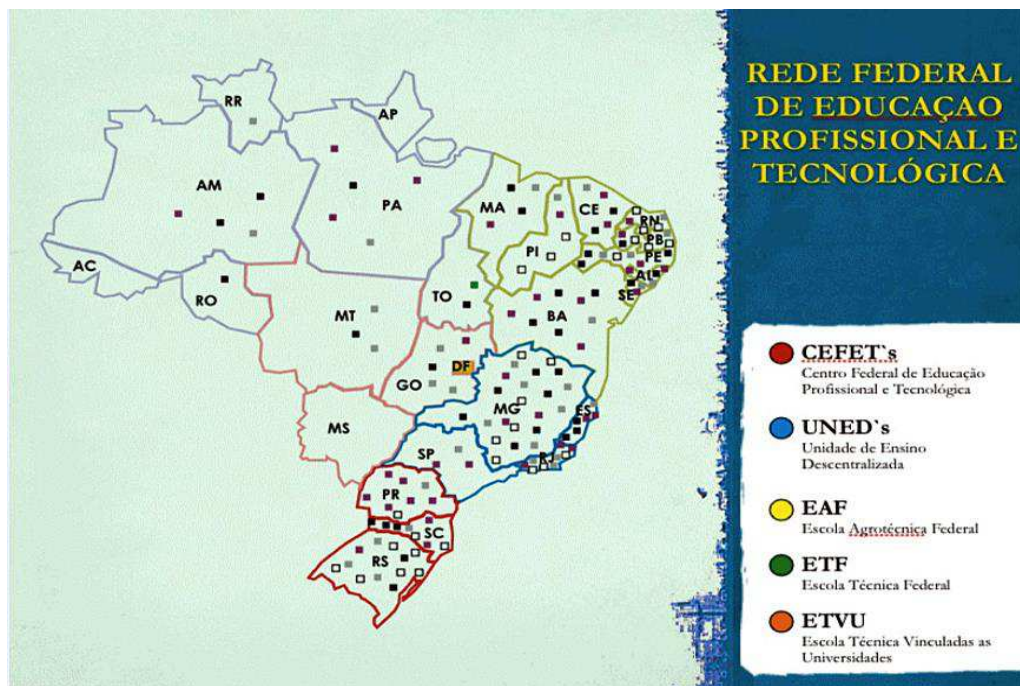 REDE FEDERAL
DE EDUCAÇAO
PROFISSIONAL E
TECNOLÓGICA
RR
AP
AM
PA
MA
CE
RN
PB
PI
PE
AC
AL
TO
SE
RO
MT
BA
DF
GO
MG
ES
MS
SP
RJ
PR
SC
RS
CEFET`s
Centro Federal de Educação
Profissional e Tecnológica
UNED`s
Unidade de Ensino
Descentralizada
EAF
Escola Agrotécnica Federal
ETF
Escola Técnica Federal
ETVU
Escola Técnica Vinculadas as
Universidades